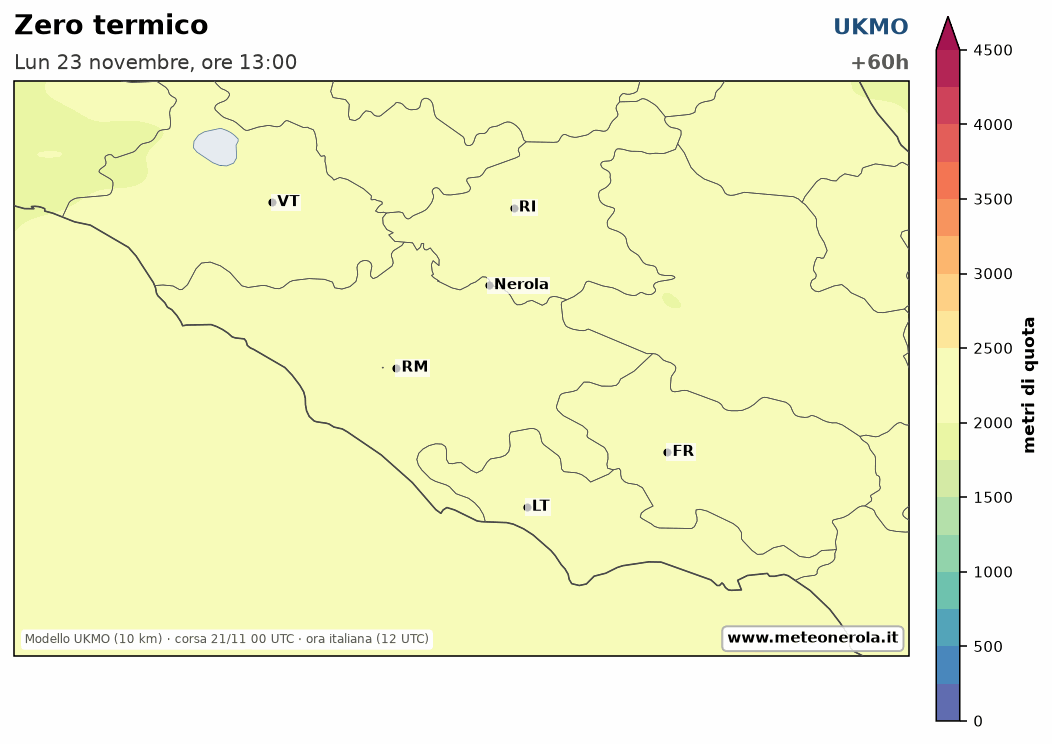 Zero termico
UKMO
Lun 23 novembre, ore 13:00
+60h
VT
RI
Nerola
RM
FR
LT
Modello UKMO (10 km) · corsa 21/11 00 UTC · ora italiana (12 UTC)
www.meteonerola.it
4500
4000
3500
3000
2500
2000
1500
1000
500
0
metri di quota